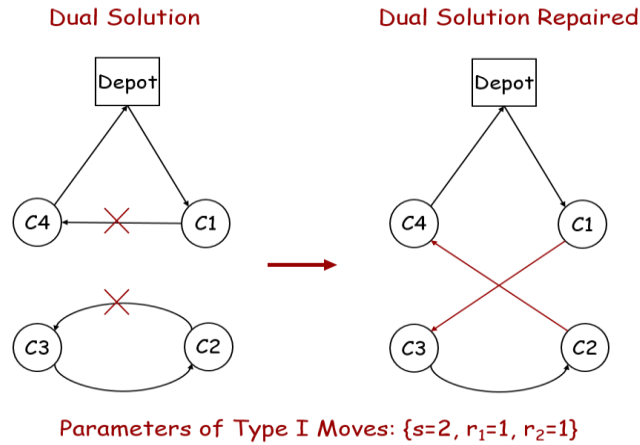 Dual Solution
Dual Solution Repaired
Depot
Depot
C4
C1
C4
C1
C3
C2
C3
C2
Parameters of Type I Moves: {s=2, r₁=1, r₂=1}